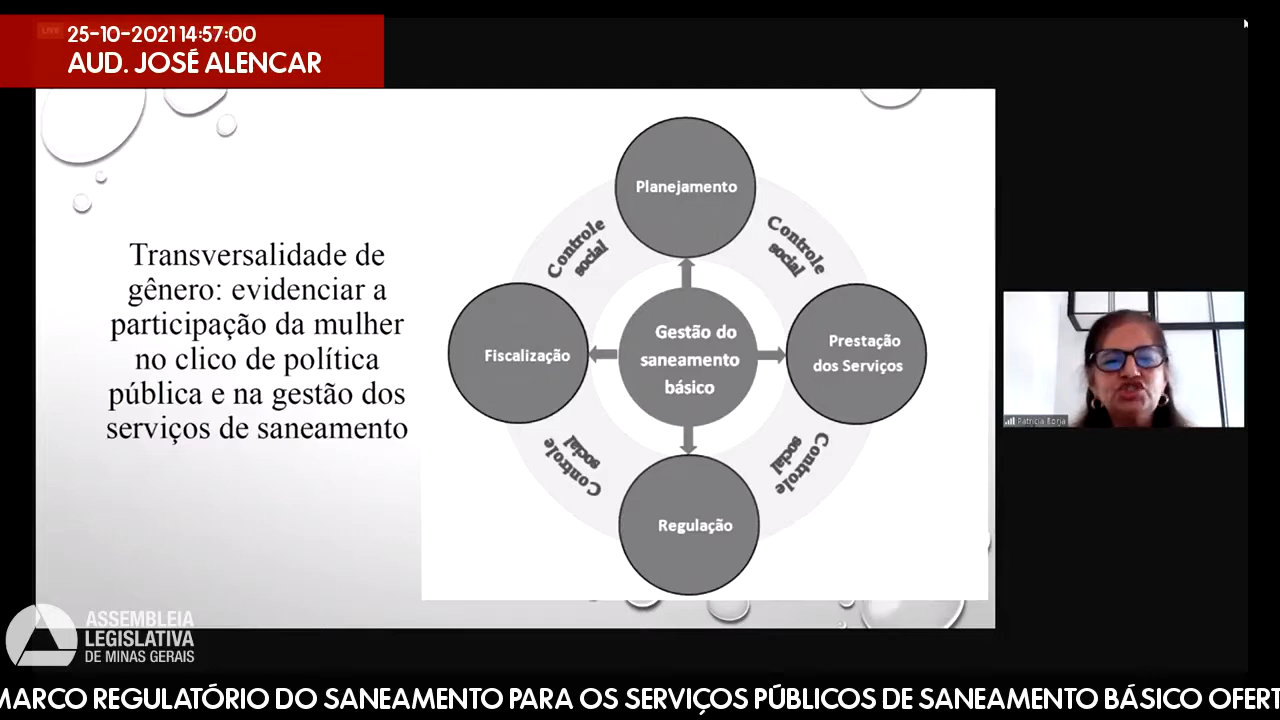 LIVE
25-10-2021 14:57:00
AUD. JOSÉ ALENCAR
Transversalidade de
gênero: evidenciar a
participação da mulher
no clico de política
pública e na gestão dos
serviços de saneamento
Planejamento
Controle
social
Controle
social
Fiscalização
Gestão do
saneamento
básico
Prestação
dos Serviços
Controle
social
Controle
social
Regulação
Patricia Borja
ASSEMBLEIA
LEGISLATIVA
DE MINAS GERAIS
MARCO REGULATÓRIO DO SANEAMENTO PARA OS SERVIÇOS PÚBLICOS DE SANEAMENTO BÁSICO OFERT